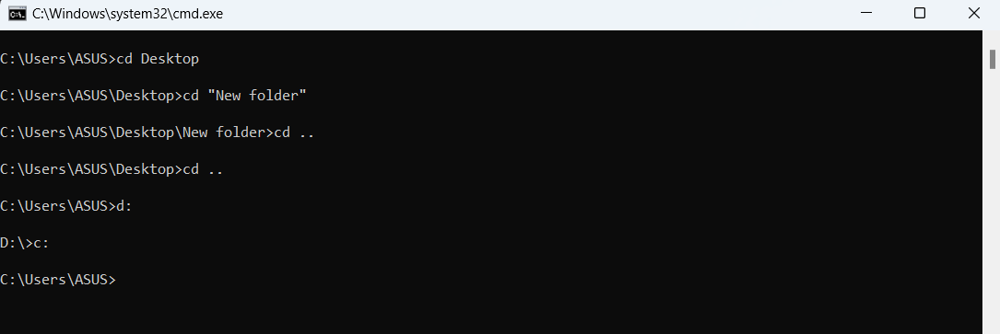 C:\Windows\system32\cmd.exe
C:\Users\ASUS>cd Desktop
C:\Users\ASUS\Desktop>cd "New folder"
C:\Users\ASUS\Desktop\New folder>cd ..
C:\Users\ASUS\Desktop>cd ..
C:\Users\ASUS>d:
D:\>c:
C:\Users\ASUS>